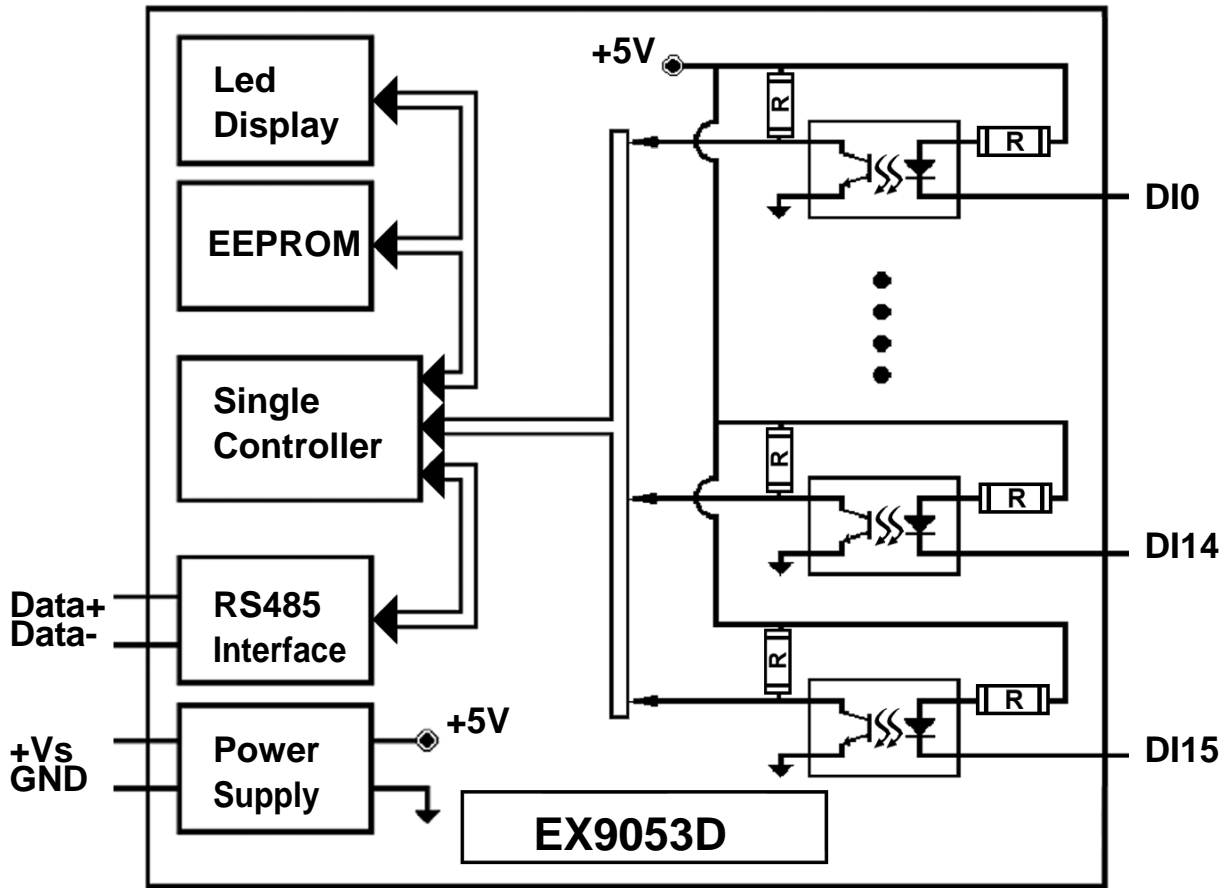 Led
Display
EEPROM
Single
Controller
RS485
Interface
Data+
Data-
Power
Supply
+Vs
GND
+5V
+5V
R
R
DI0
R
R
DI14
R
R
DI15
EX9053D